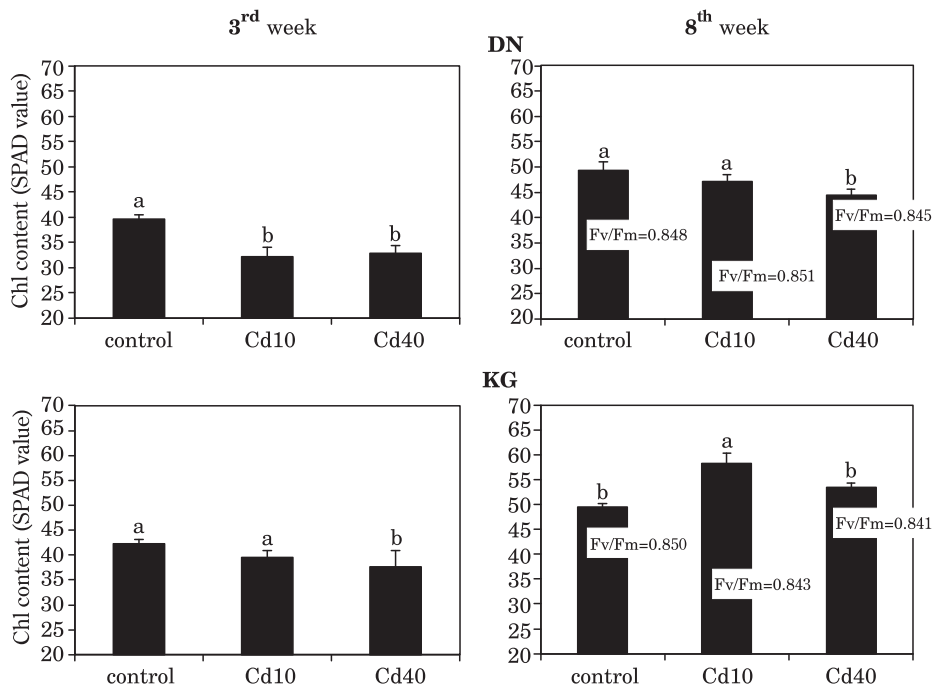 3rd week
8th week
DN
Chl content (SPAD value)
70
65
60
55
50
45
40
35
30
25
20
a
b
b
control
Cd10
Cd40
70
65
60
55
50
45
40
35
30
25
20
a
a
b
Fv/Fm=0.848
Fv/Fm=0.851
Fv/Fm=0.845
control
Cd10
Cd40
KG
Chl content (SPAD value)
70
65
60
55
50
45
40
35
30
25
20
a
a
b
control
Cd10
Cd40
70
65
60
55
50
45
40
35
30
25
20
b
a
b
Fv/Fm=0.850
Fv/Fm=0.843
Fv/Fm=0.841
control
Cd10
Cd40